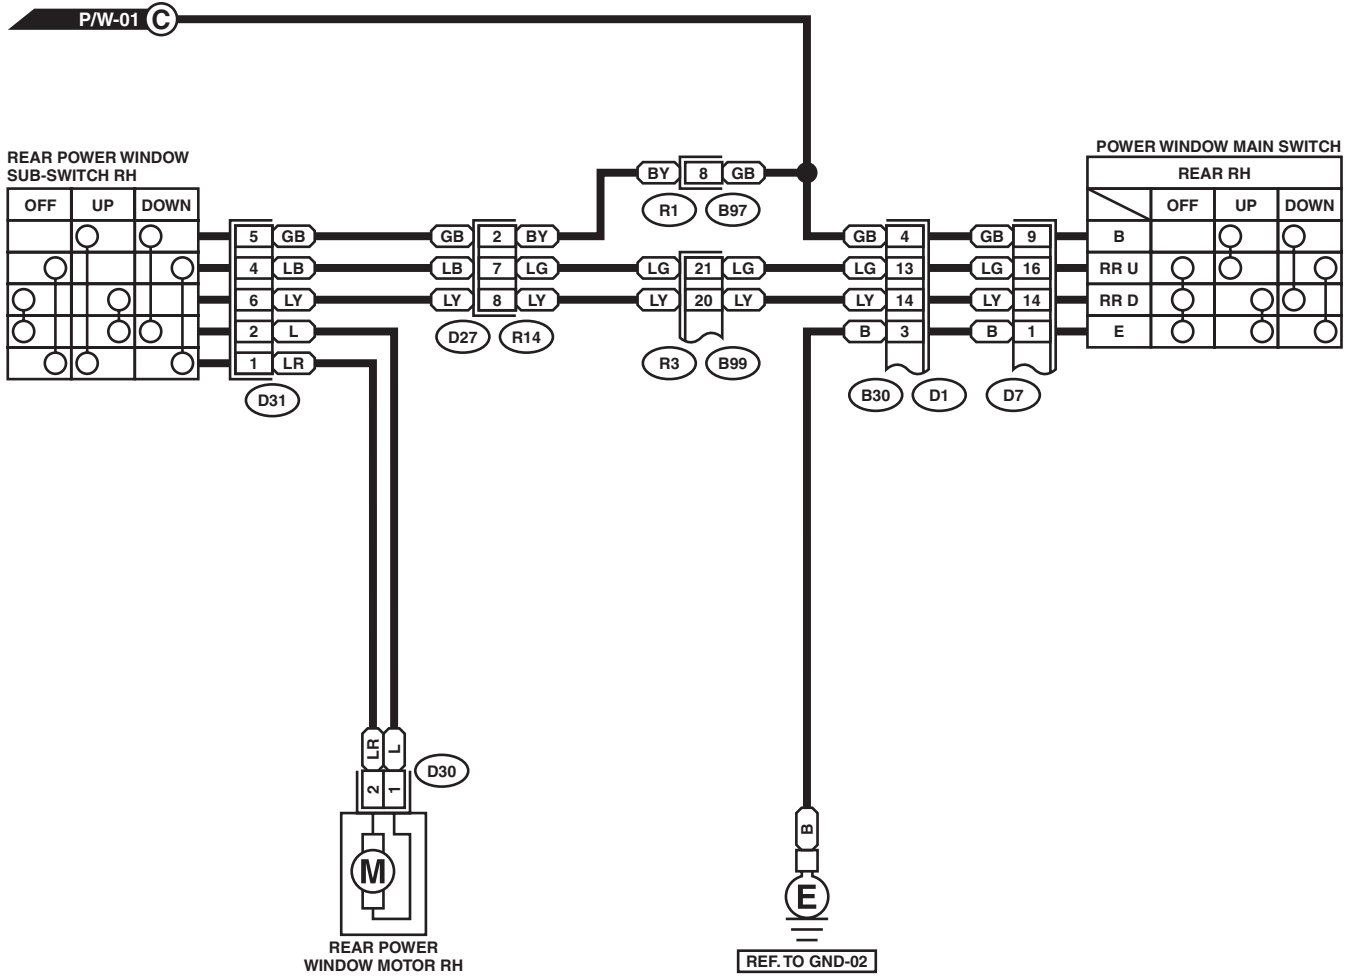 P/W-01 C
REAR POWER WINDOW
SUB-SWITCH RH
OFF UP DOWN
POWER WINDOW MAIN SWITCH
REAR RH
OFF UP DOWN
BY 8 GB
R1 B97
5 GB GB 2 BY GB 4 GB 9 B
4 LB LB 7 LG LG 21 LG LG 13 LG 16 RR U
6 LY LY 8 LY LY 20 LY LY 14 LY 14 RR D
2 L B 3 B 1 E
1 LR
D27 R14
R3 B99
D31
B30 D1 D7
LR L
2 1
D30
M
B
E
REAR POWER
WINDOW MOTOR RH
REF. TO GND-02